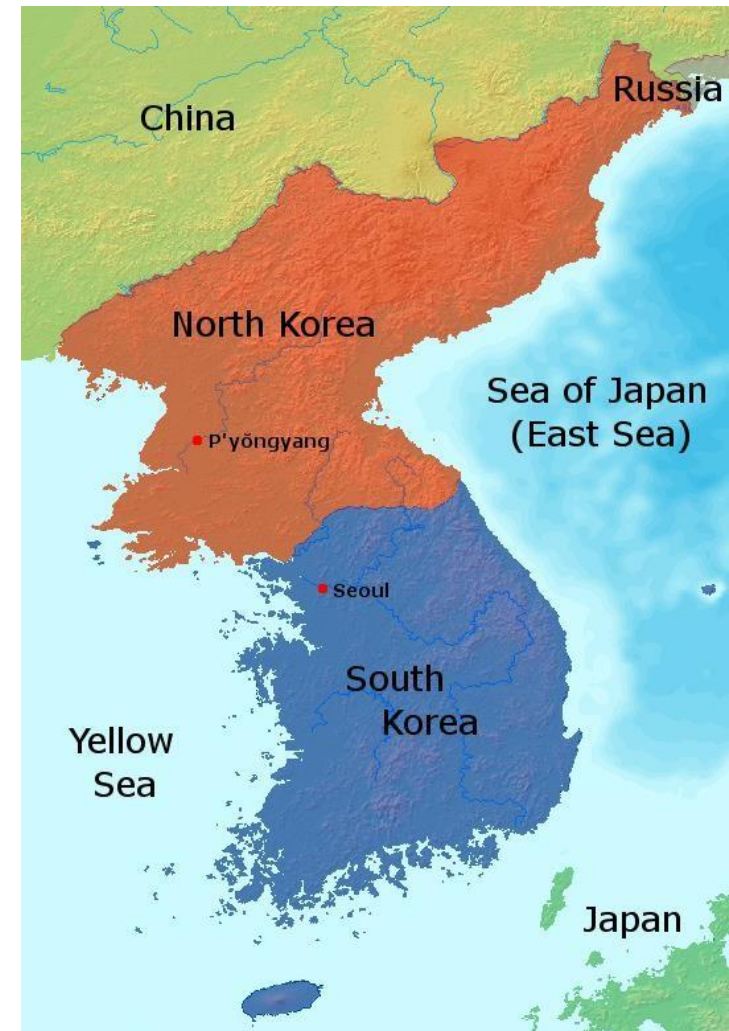 Russia
China
North Korea
Sea of Japan
(East Sea)
P'yŏngyang
Seoul
South
Korea
Yellow
Sea
Japan